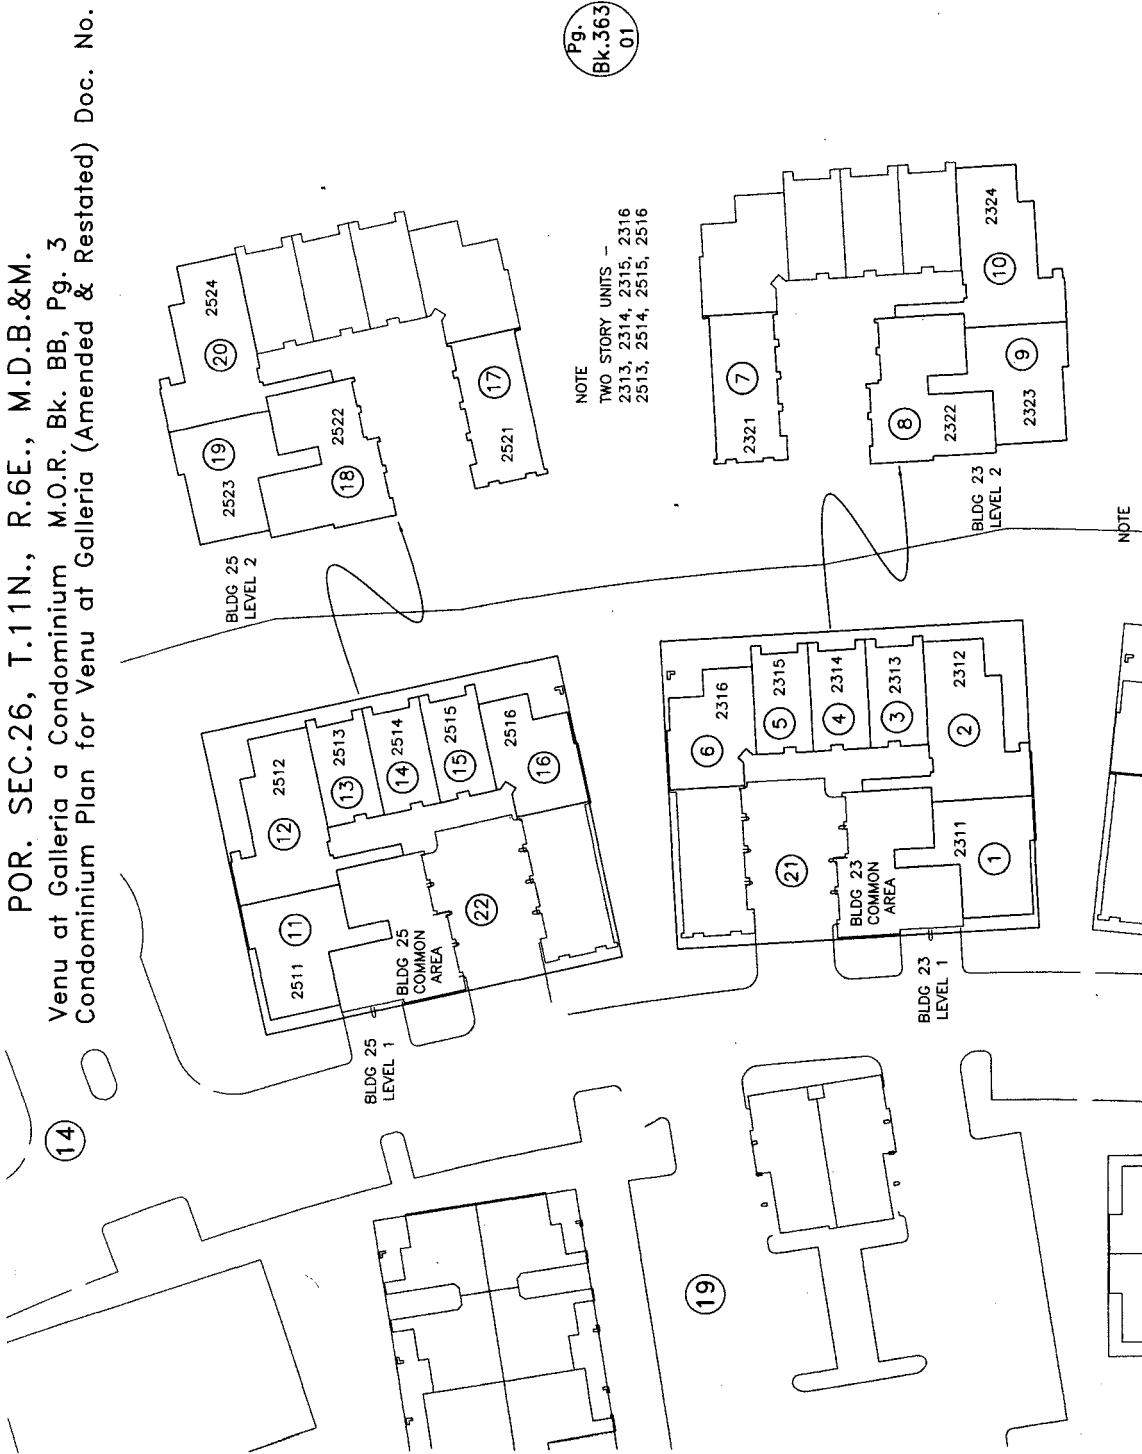 POR. SEC.26, T.11N., R.6E., M.D.B.&M.
Venu at Galleria a Condominium M.O.R. Bk. BB, Pg. 3
Condominium Plan for Venu at Galleria (Amended & Restated) Doc. No.
Pg.
Bk.363
01
14
BLDG 25
LEVEL 2
2524
20
19
2523
2522
18
17
2521
NOTE
TWO STORY UNITS –
2313, 2314, 2315, 2316
2513, 2514, 2515, 2516
7
2321
2324
10
9
2323
8
2322
BLDG 23
LEVEL 2
NOTE
2512
12
2513
13
2514
14
2515
15
2516
16
11
2511
22
BLDG 25
COMMON
AREA
BLDG 25
LEVEL 1
2316
6
2315
5
2314
4
2313
3
2312
2
2311
1
21
BLDG 23
COMMON
AREA
BLDG 23
LEVEL 1
19